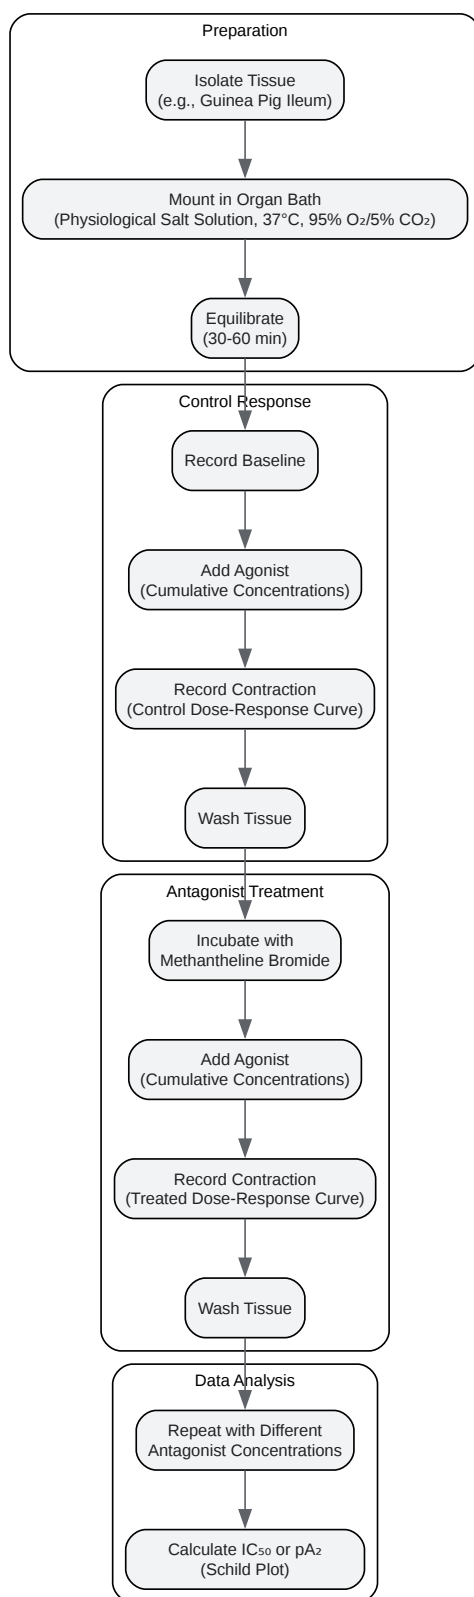 Preparation
Isolate Tissue
(e.g., Guinea Pig Ileum)
Mount in Organ Bath
(Physiological Salt Solution, 37°C, 95% O₂/5% CO₂)
Equilibrate
(30-60 min)
Control Response
Record Baseline
Add Agonist
(Cumulative Concentrations)
Record Contraction
(Control Dose-Response Curve)
Wash Tissue
Antagonist Treatment
Incubate with
Methantheline Bromide
Add Agonist
(Cumulative Concentrations)
Record Contraction
(Treated Dose-Response Curve)
Wash Tissue
Data Analysis
Repeat with Different
Antagonist Concentrations
Calculate IC₅₀ or pA₂
(Schild Plot)